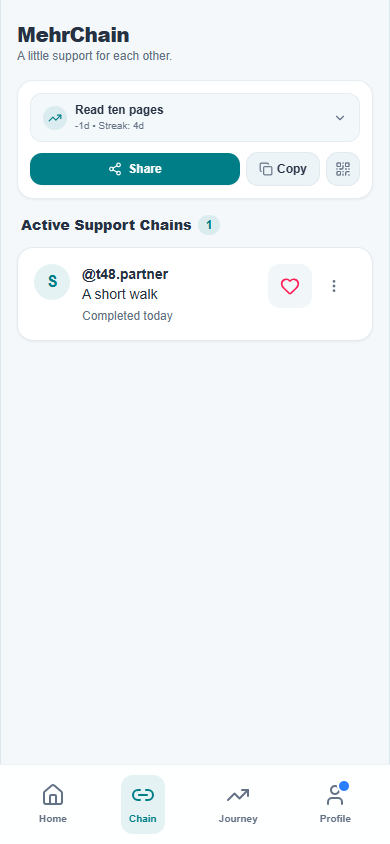 MehrChain
A little support for each other.
Read ten pages
-1d • Streak: 4d
Share
Copy
Active Support Chains 1
S
@t48.partner
A short walk
Completed today
Home
Chain
Journey
Profile